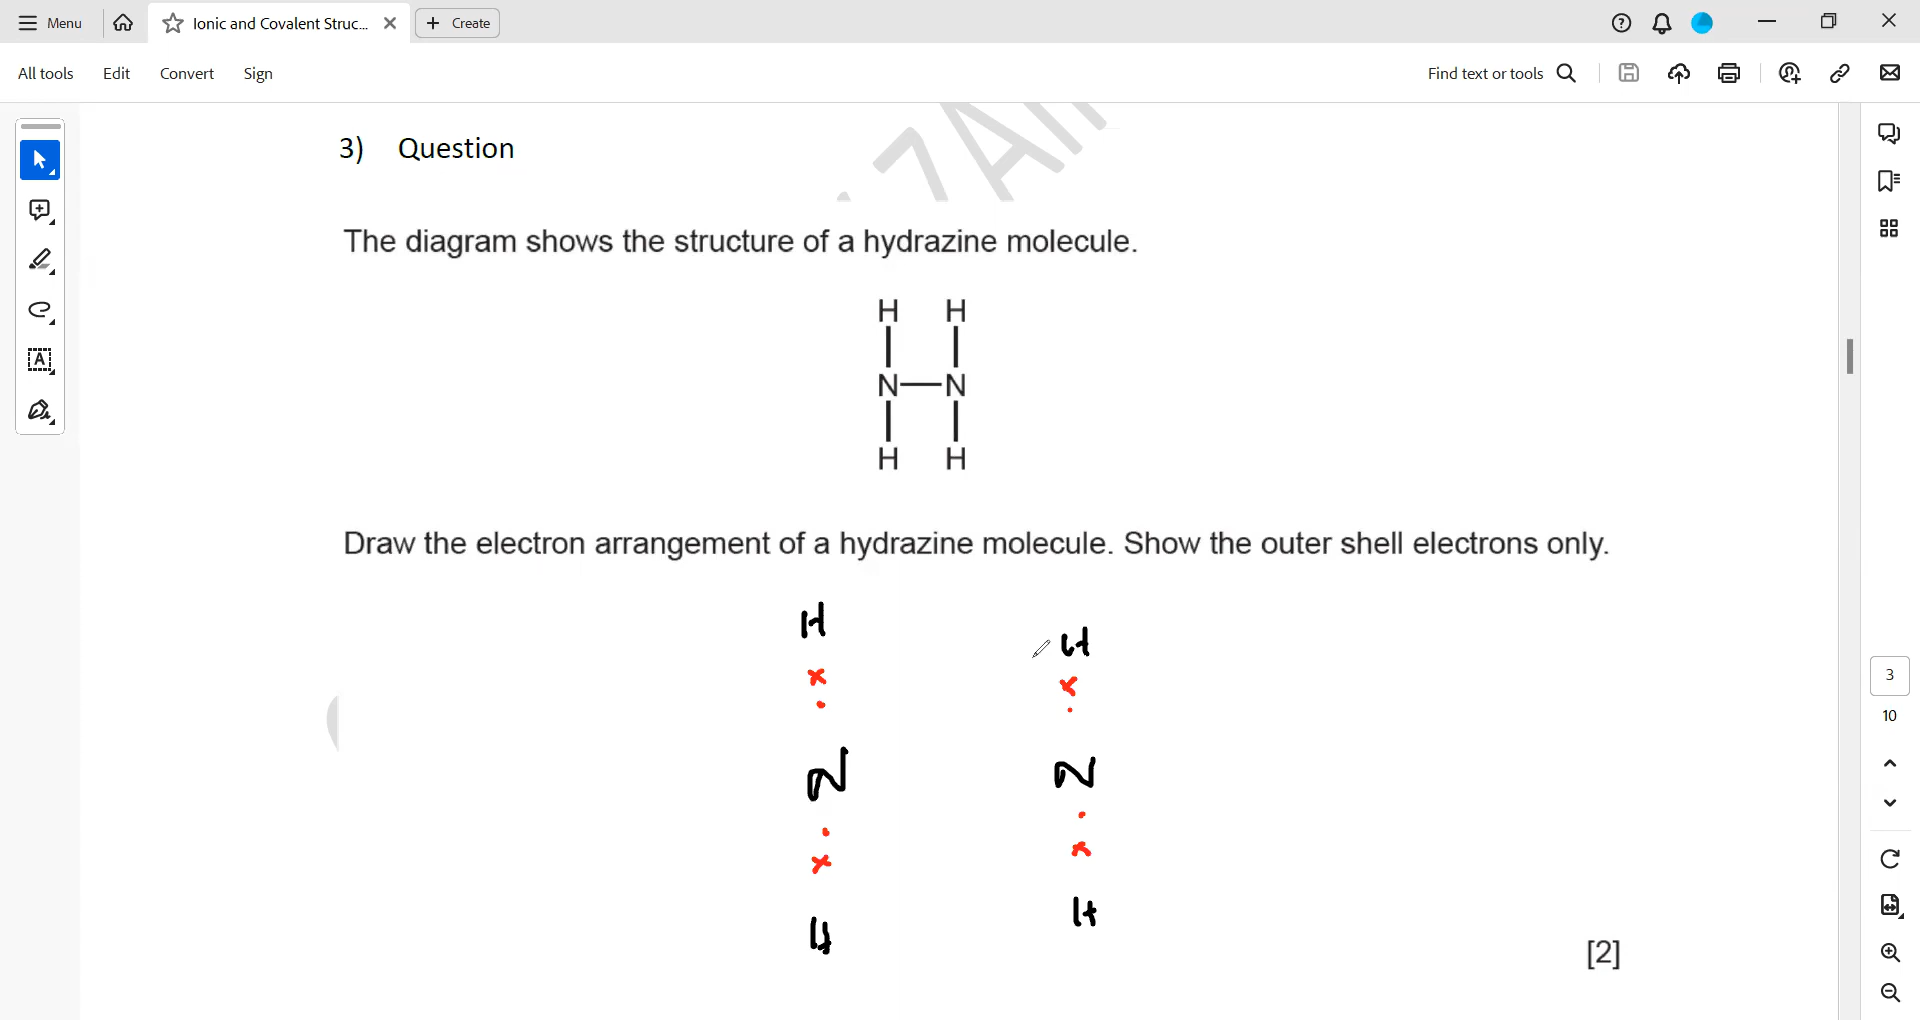 Menu Ionic and Covalent Struc... Create
All tools Edit Convert Sign Find text or tools
3) Question
The diagram shows the structure of a hydrazine molecule.
H H
N N
H H
Draw the electron arrangement of a hydrazine molecule. Show the outer shell electrons only.
H H
N N
H H
[2]
3
10